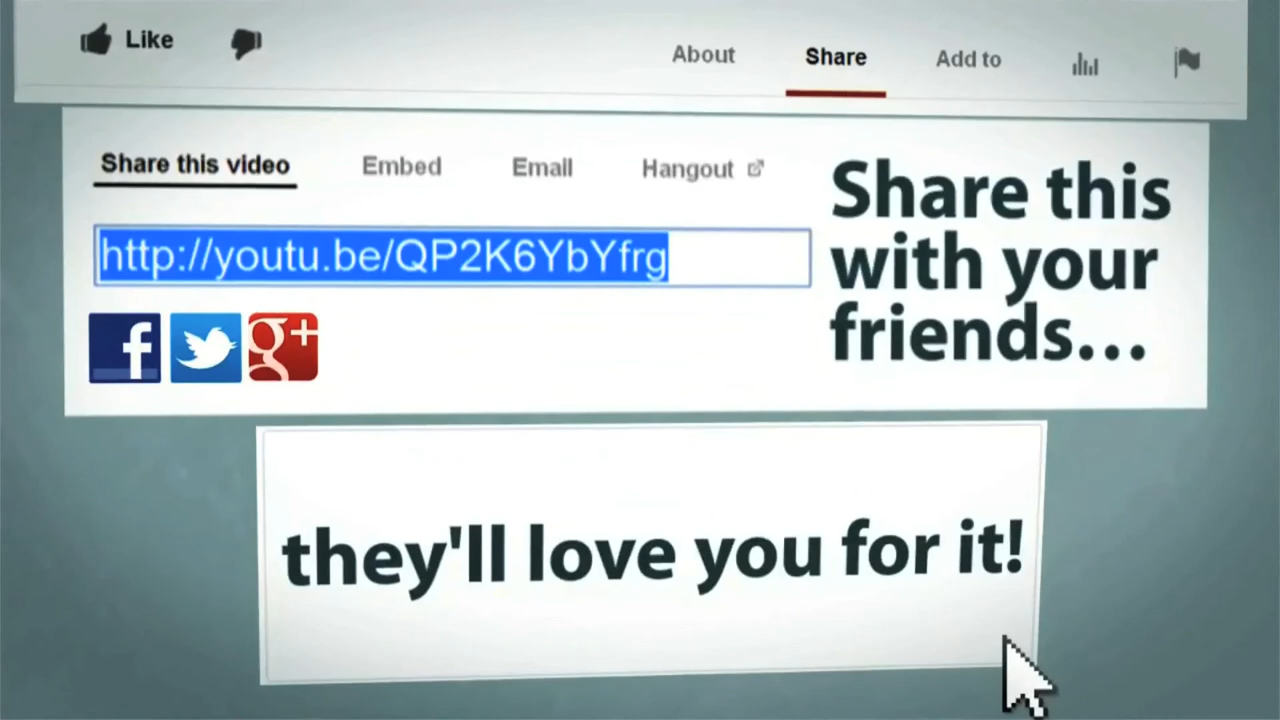 Like
About
Share
Add to
Share this video
Embed
Email
Hangout
http://youtu.be/QP2K6YbYfrg
f
g+
Share this
with your
friends...
they'll love you for it!